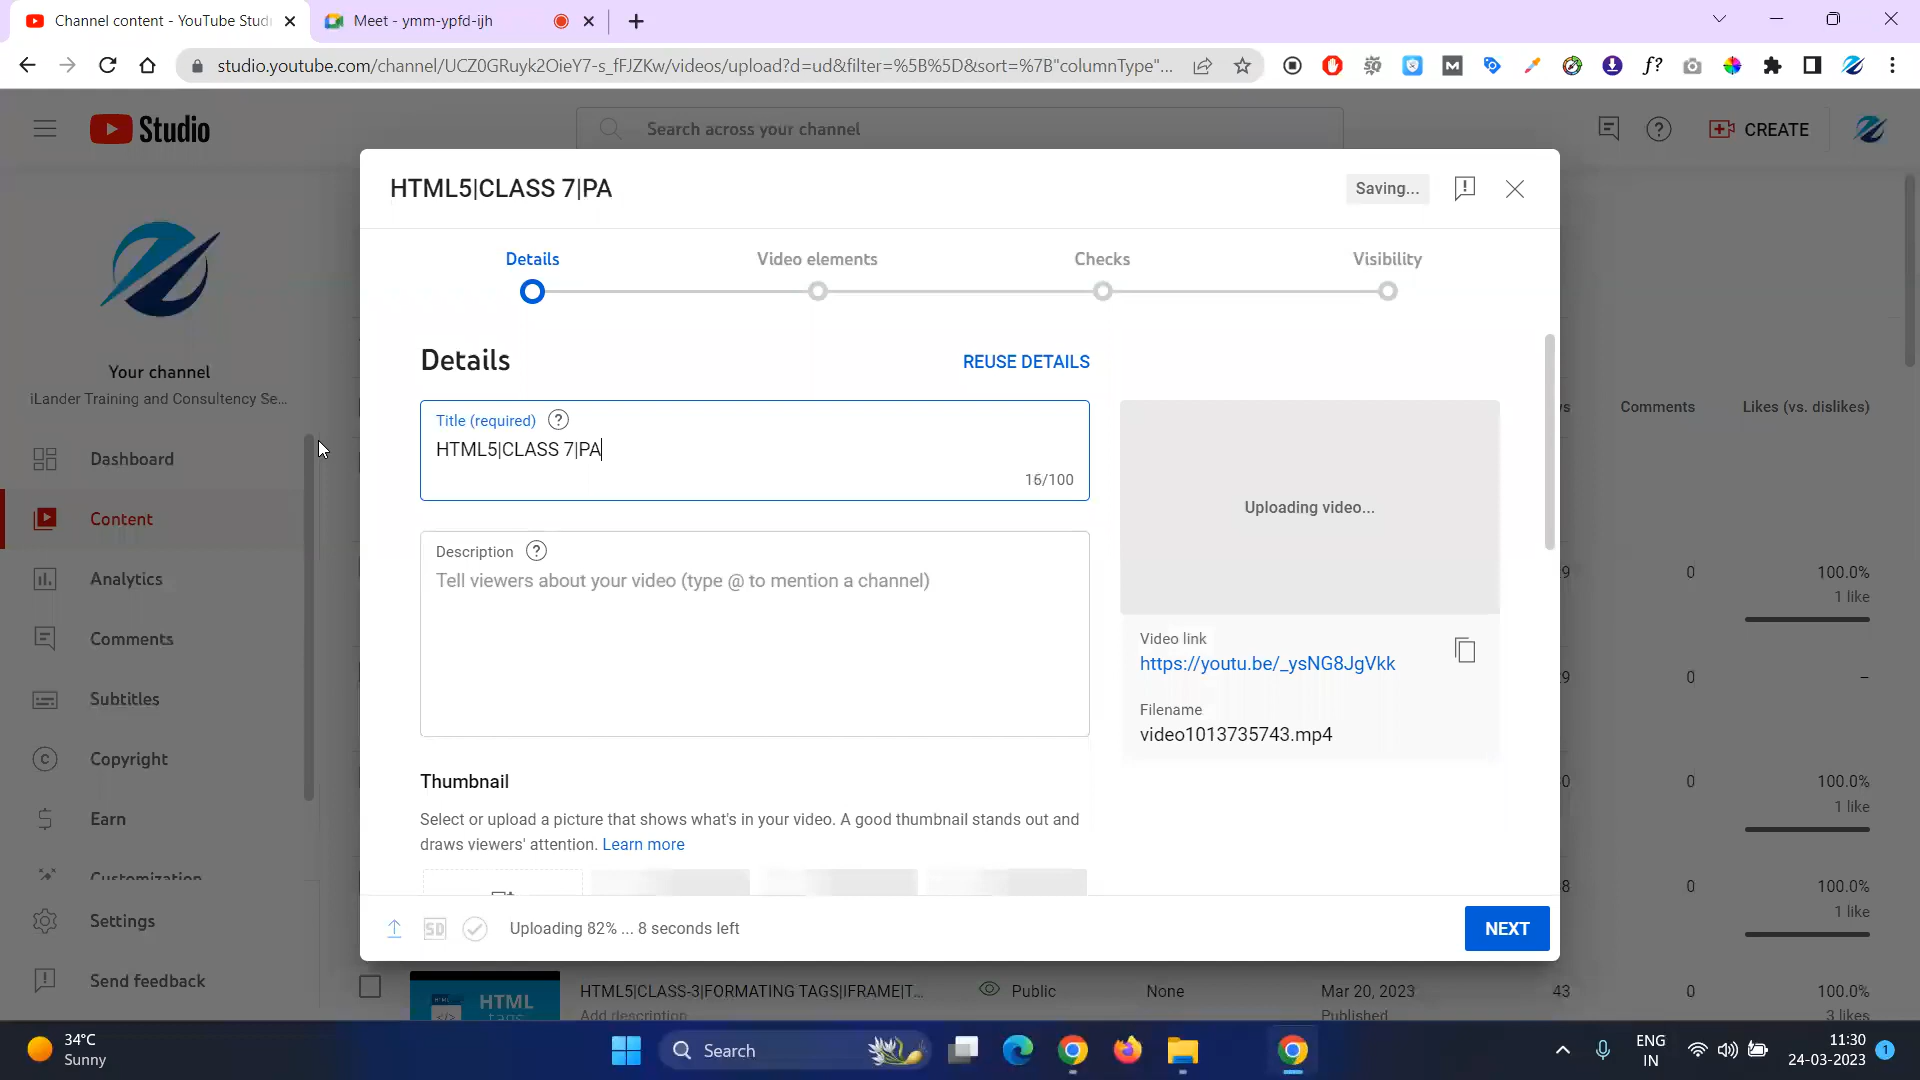 Channel content - YouTube Stud
Meet - ymm-ypfd-ijh
studio.youtube.com/channel/UCZ0GRuyk2OieY7-s_fFJZKw/videos/upload?d=ud&filter=%5B%5D&sort=%7B"columnType"...
Studio
Search across your channel
CREATE
HTML5|CLASS 7|PA
Saving...
Details
Video elements
Checks
Visibility
Details
REUSE DETAILS
Title (required)
HTML5|CLASS 7|PA
16/100
Uploading video...
Description
Tell viewers about your video (type @ to mention a channel)
Video link
https://youtu.be/_ysNG8JgVkk
Filename
video1013735743.mp4
Thumbnail
Select or upload a picture that shows what's in your video. A good thumbnail stands out and
draws viewers' attention. Learn more
Uploading 82% ... 8 seconds left
NEXT
Your channel
iLander Training and Consultency Se...
Dashboard
Content
Analytics
Comments
Subtitles
Copyright
Earn
Customization
Settings
Send feedback
Comments
Likes (vs. dislikes)
0
100.0%
1 like
0
–
0
100.0%
1 like
0
100.0%
1 like
HTML
tags
HTML5|CLASS-3|FORMATING TAGS||IFRAME|T...
Add description
Public
None
Mar 20, 2023
Published
43
0
100.0%
3 likes
34°C
Sunny
Search
ENG
IN
11:30
24-03-2023
1